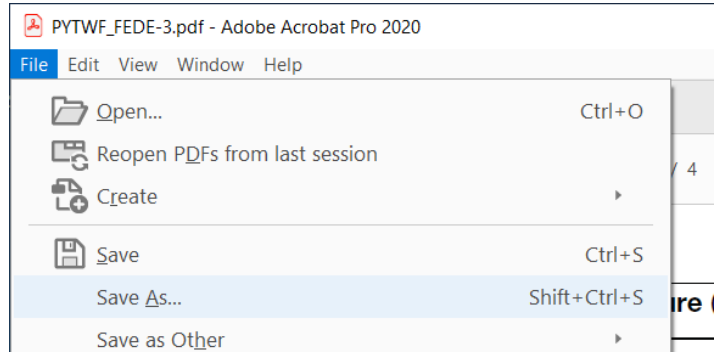 PYTWF_FEDE-3.pdf - Adobe Acrobat Pro 2020
File Edit View Window Help
Open... Ctrl+O
Reopen PDFs from last session
/ 4
Create
Save Ctrl+S
Save As... Shift+Ctrl+S
ure (
Save as Other